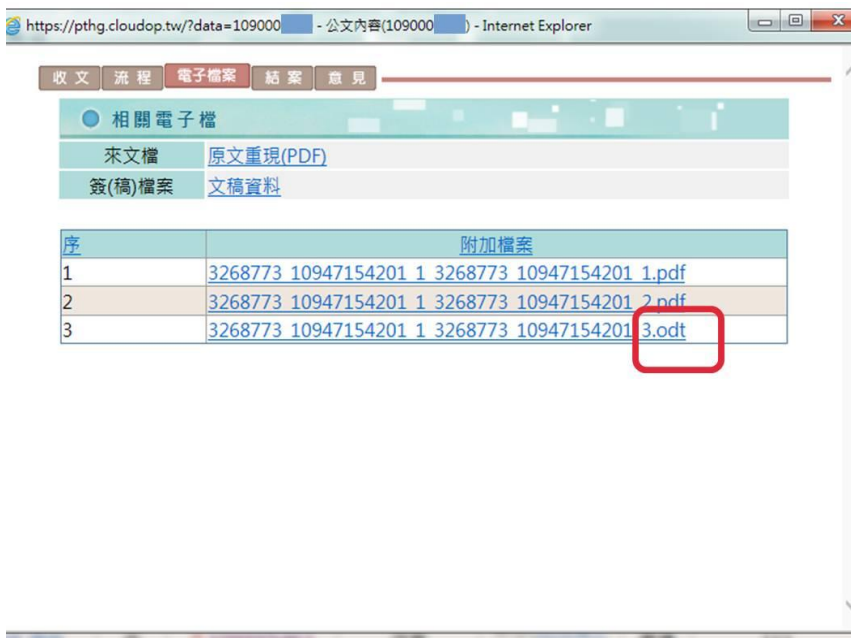 https://pthg.cloudop.tw/?data=109000 - 公文內容(109000 ) - Internet Explorer
收文 流程 電子檔案 結案 意見
相關電子檔
來文檔 原文重現(PDF)
簽(稿)檔案 文稿資料
序 附加檔案
1 3268773_10947154201_1_3268773_10947154201_1.pdf
2 3268773_10947154201_1_3268773_10947154201_2.pdf
3 3268773_10947154201_1_3268773_10947154201_3.odt